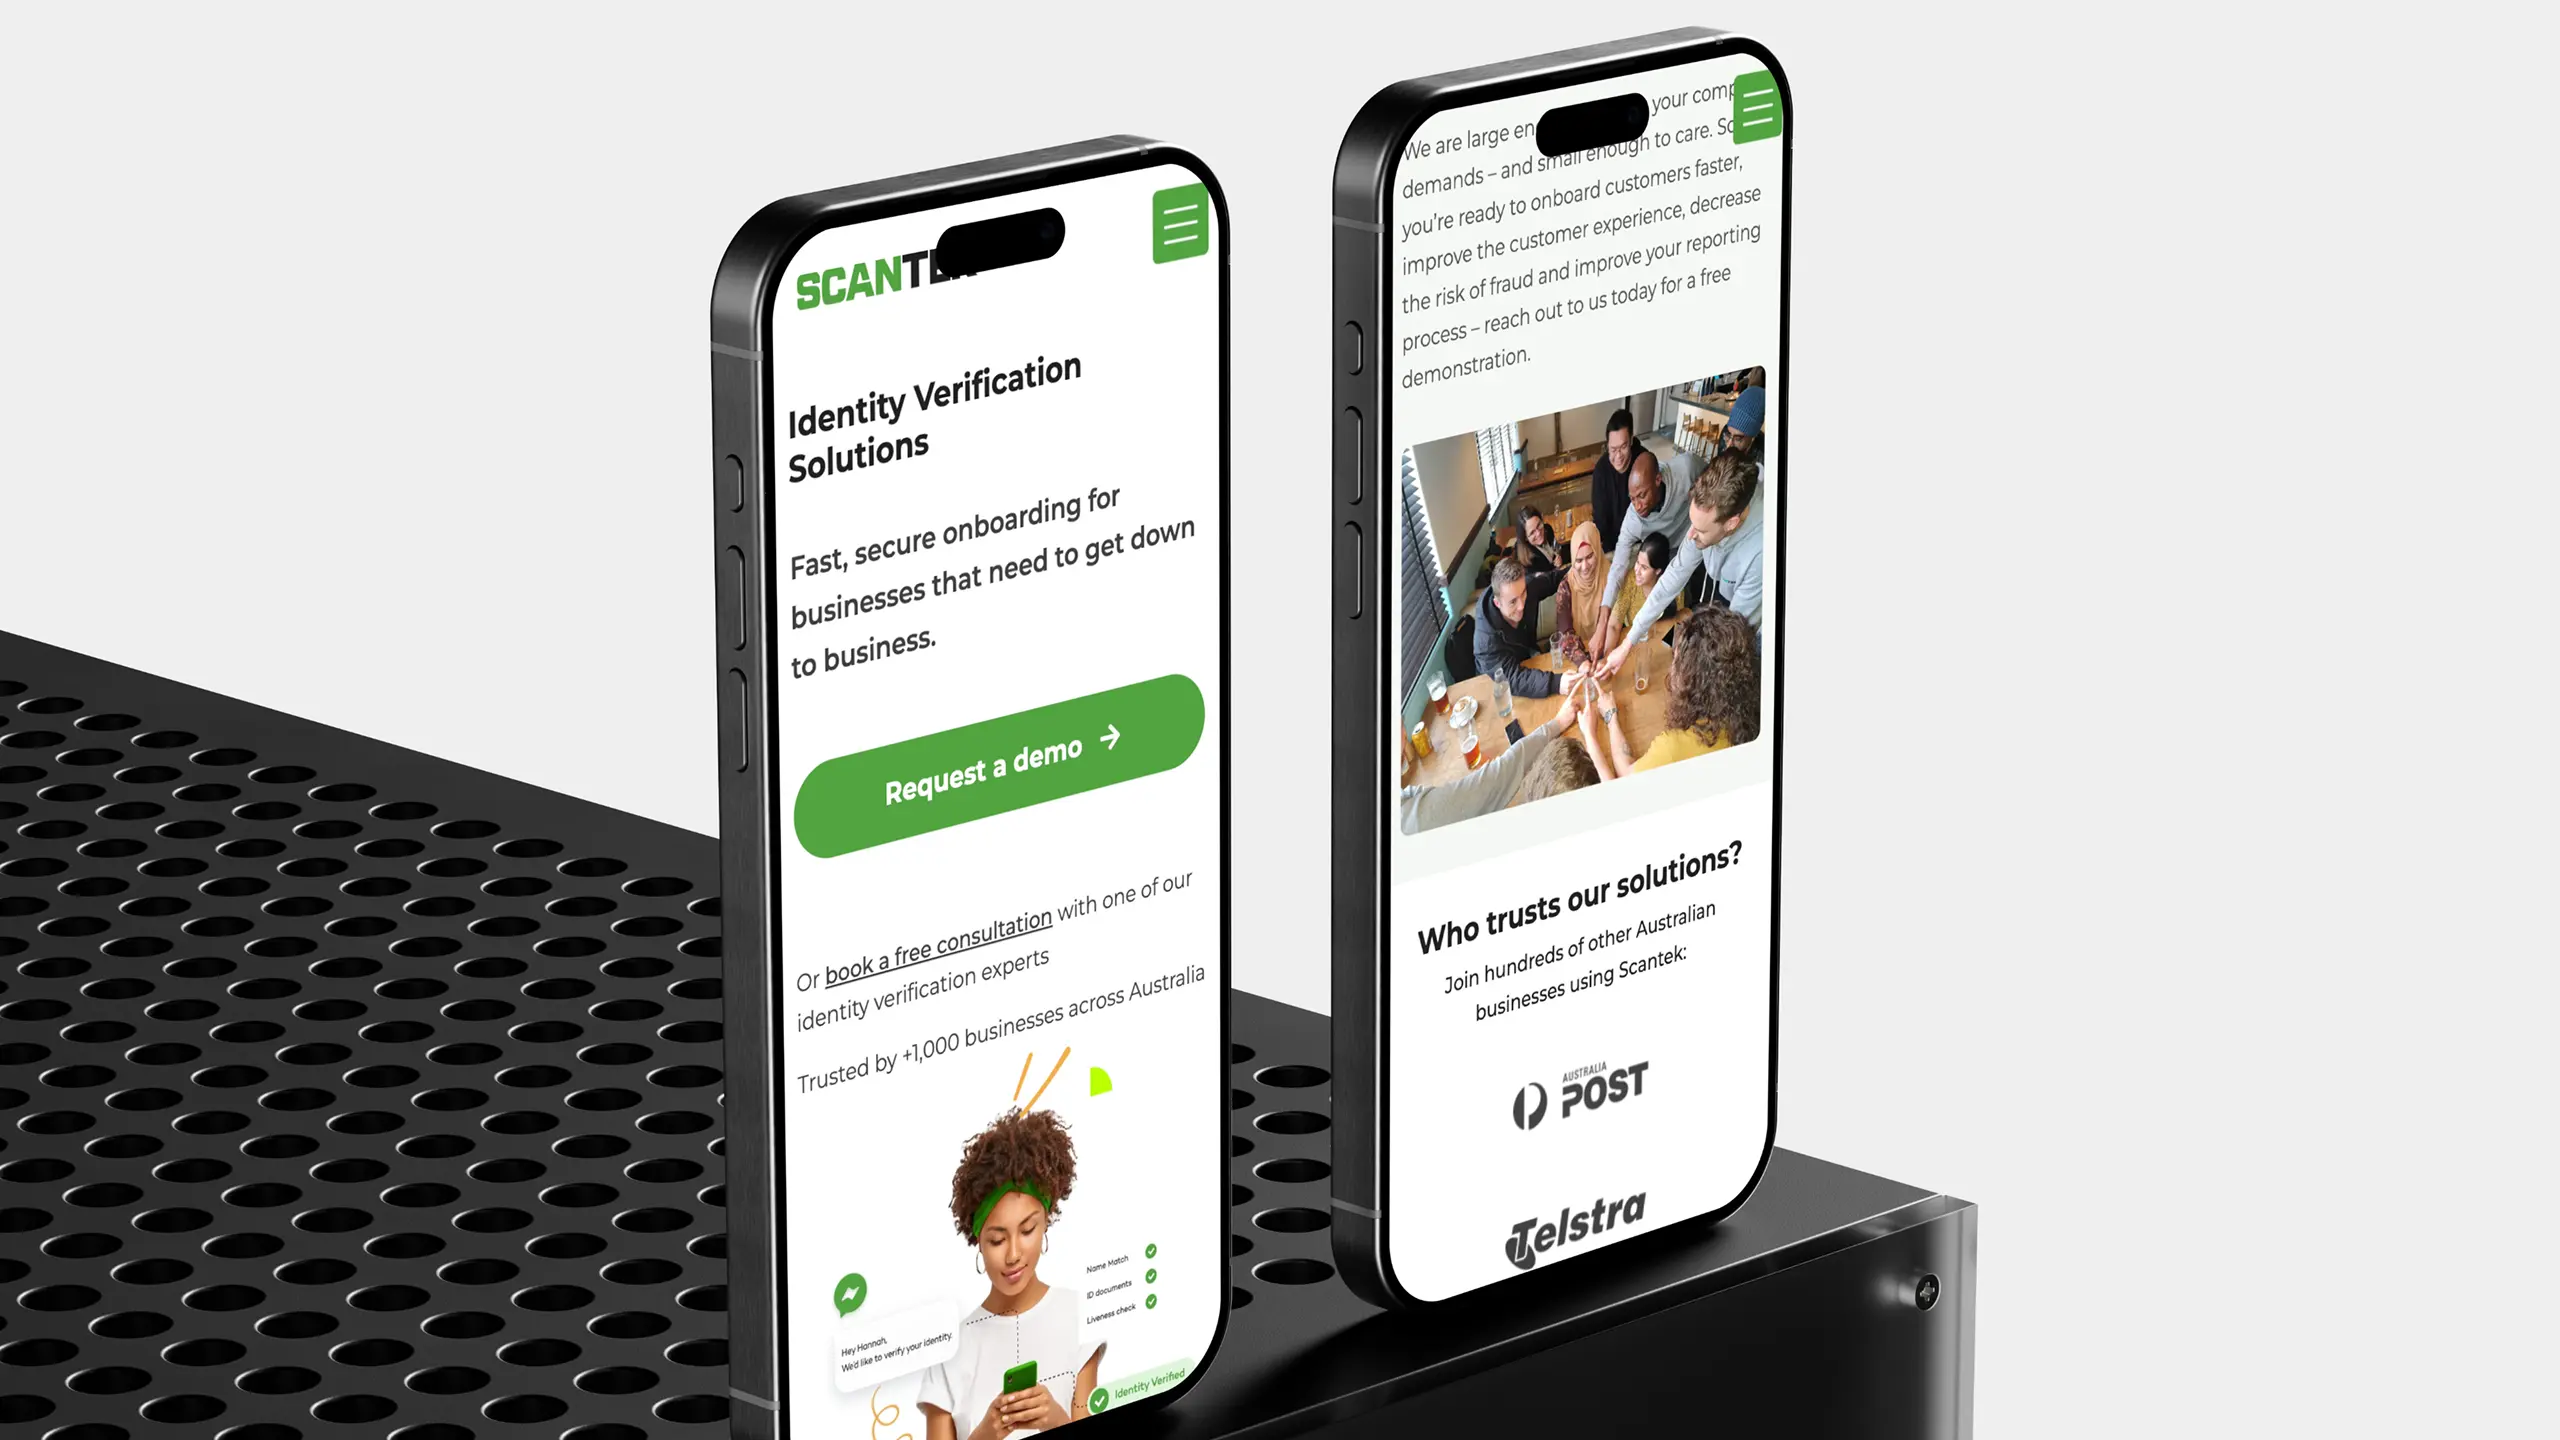 SCANTEK
Identity Verification
Solutions
Fast, secure onboarding for
businesses that need to get down
to business.
Request a demo
Or book a free consultation with one of our
identity verification experts
Trusted by +1,000 businesses across Australia
Name Match
ID documents
Liveness check
Hey Hannah,
We'd like to verify your identity.
Identity Verified
We are large en your comp
demands – and small enough to care. Sc
you're ready to onboard customers faster,
improve the customer experience, decrease
the risk of fraud and improve your reporting
process – reach out to us today for a free
demonstration.
Who trusts our solutions?
Join hundreds of other Australian
businesses using Scantek:
AUSTRALIA
POST
Telstra